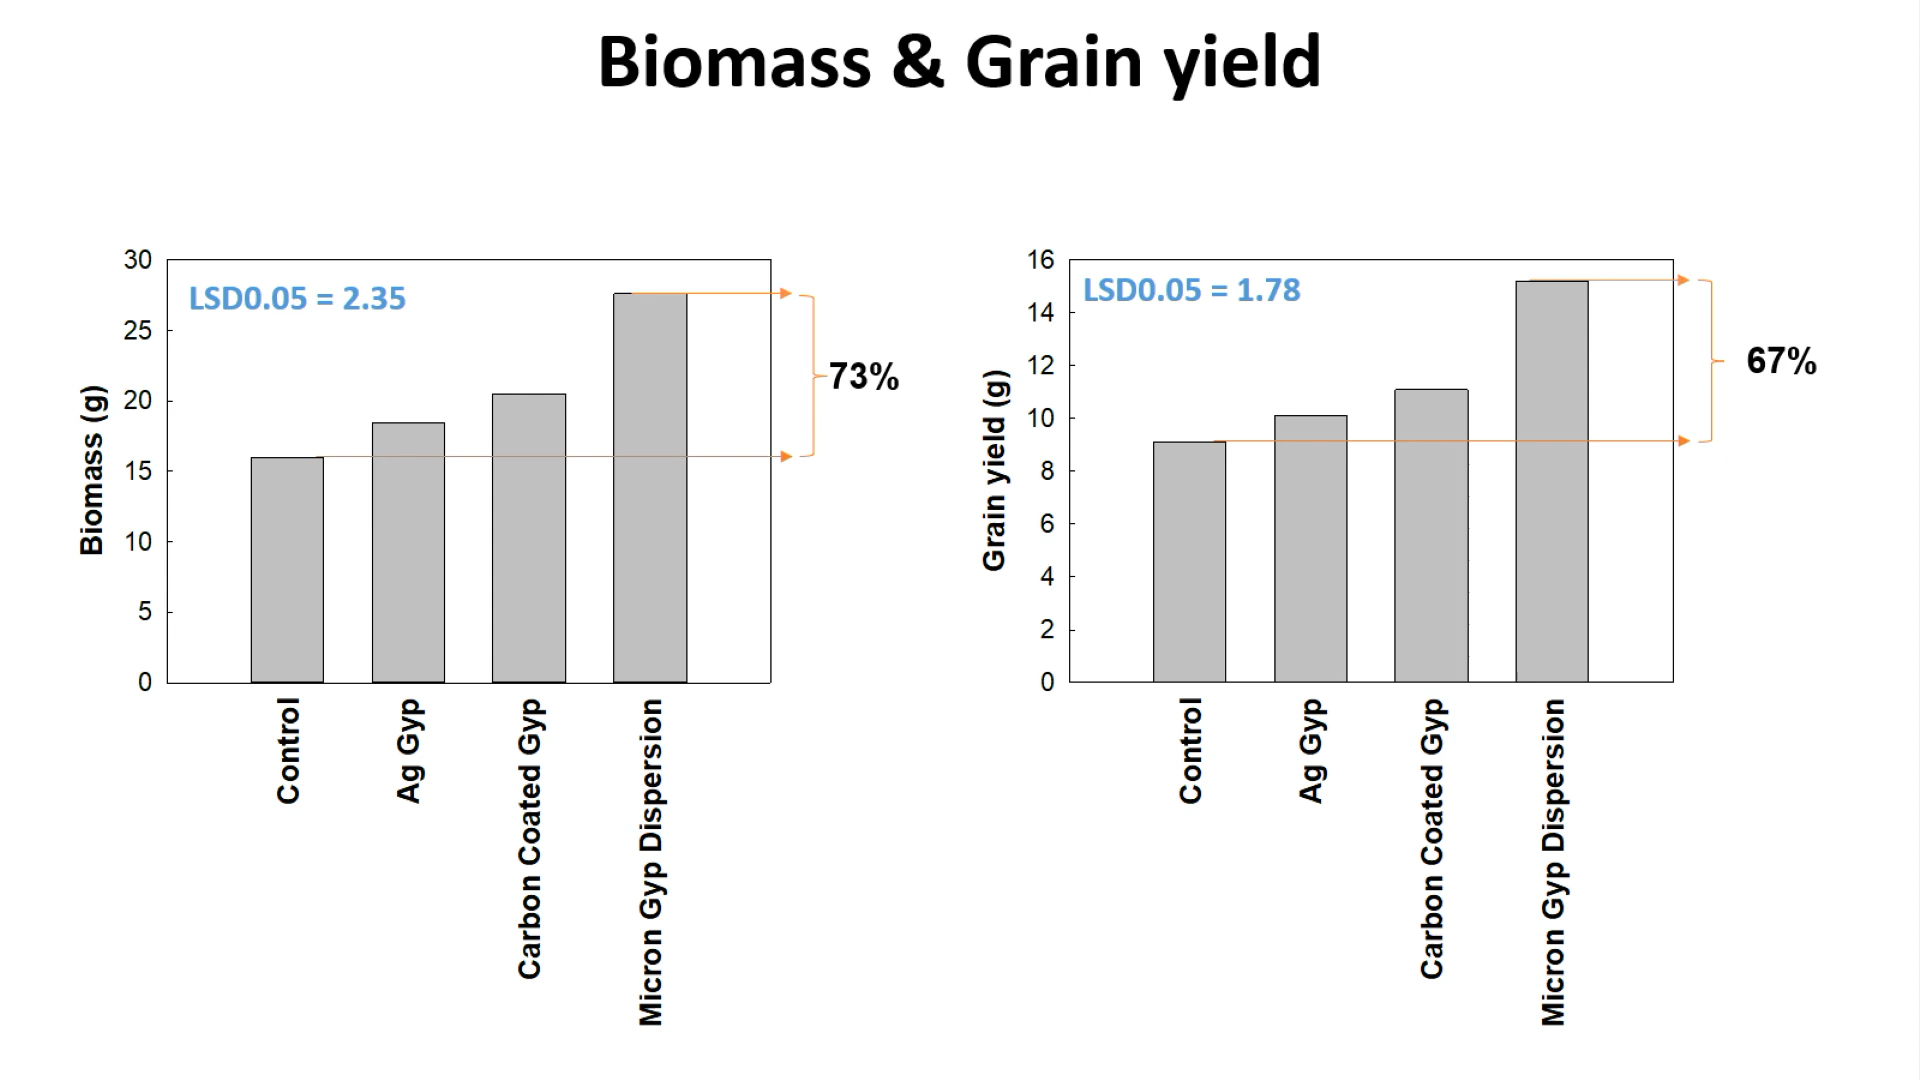 Biomass & Grain yield
LSD0.05 = 2.35
30
25
20
15
10
5
0
Biomass (g)
73%
Control
Ag Gyp
Carbon Coated Gyp
Micron Gyp Dispersion
LSD0.05 = 1.78
16
14
12
10
8
6
4
2
0
Grain yield (g)
67%
Control
Ag Gyp
Carbon Coated Gyp
Micron Gyp Dispersion